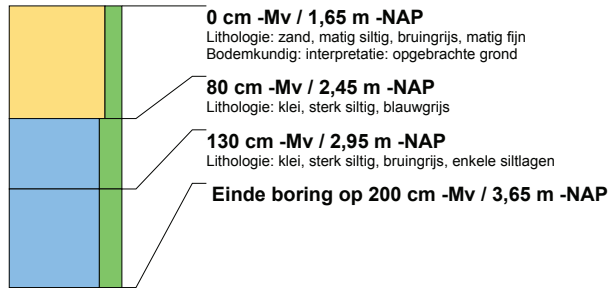 0 cm -Mv / 1,65 m -NAP
Lithologie: zand, matig siltig, bruingrijs, matig fijn
Bodemkundig: interpretatie: opgebrachte grond
80 cm -Mv / 2,45 m -NAP
Lithologie: klei, sterk siltig, blauwgrijs
130 cm -Mv / 2,95 m -NAP
Lithologie: klei, sterk siltig, bruingrijs, enkele siltlagen
Einde boring op 200 cm -Mv / 3,65 m -NAP